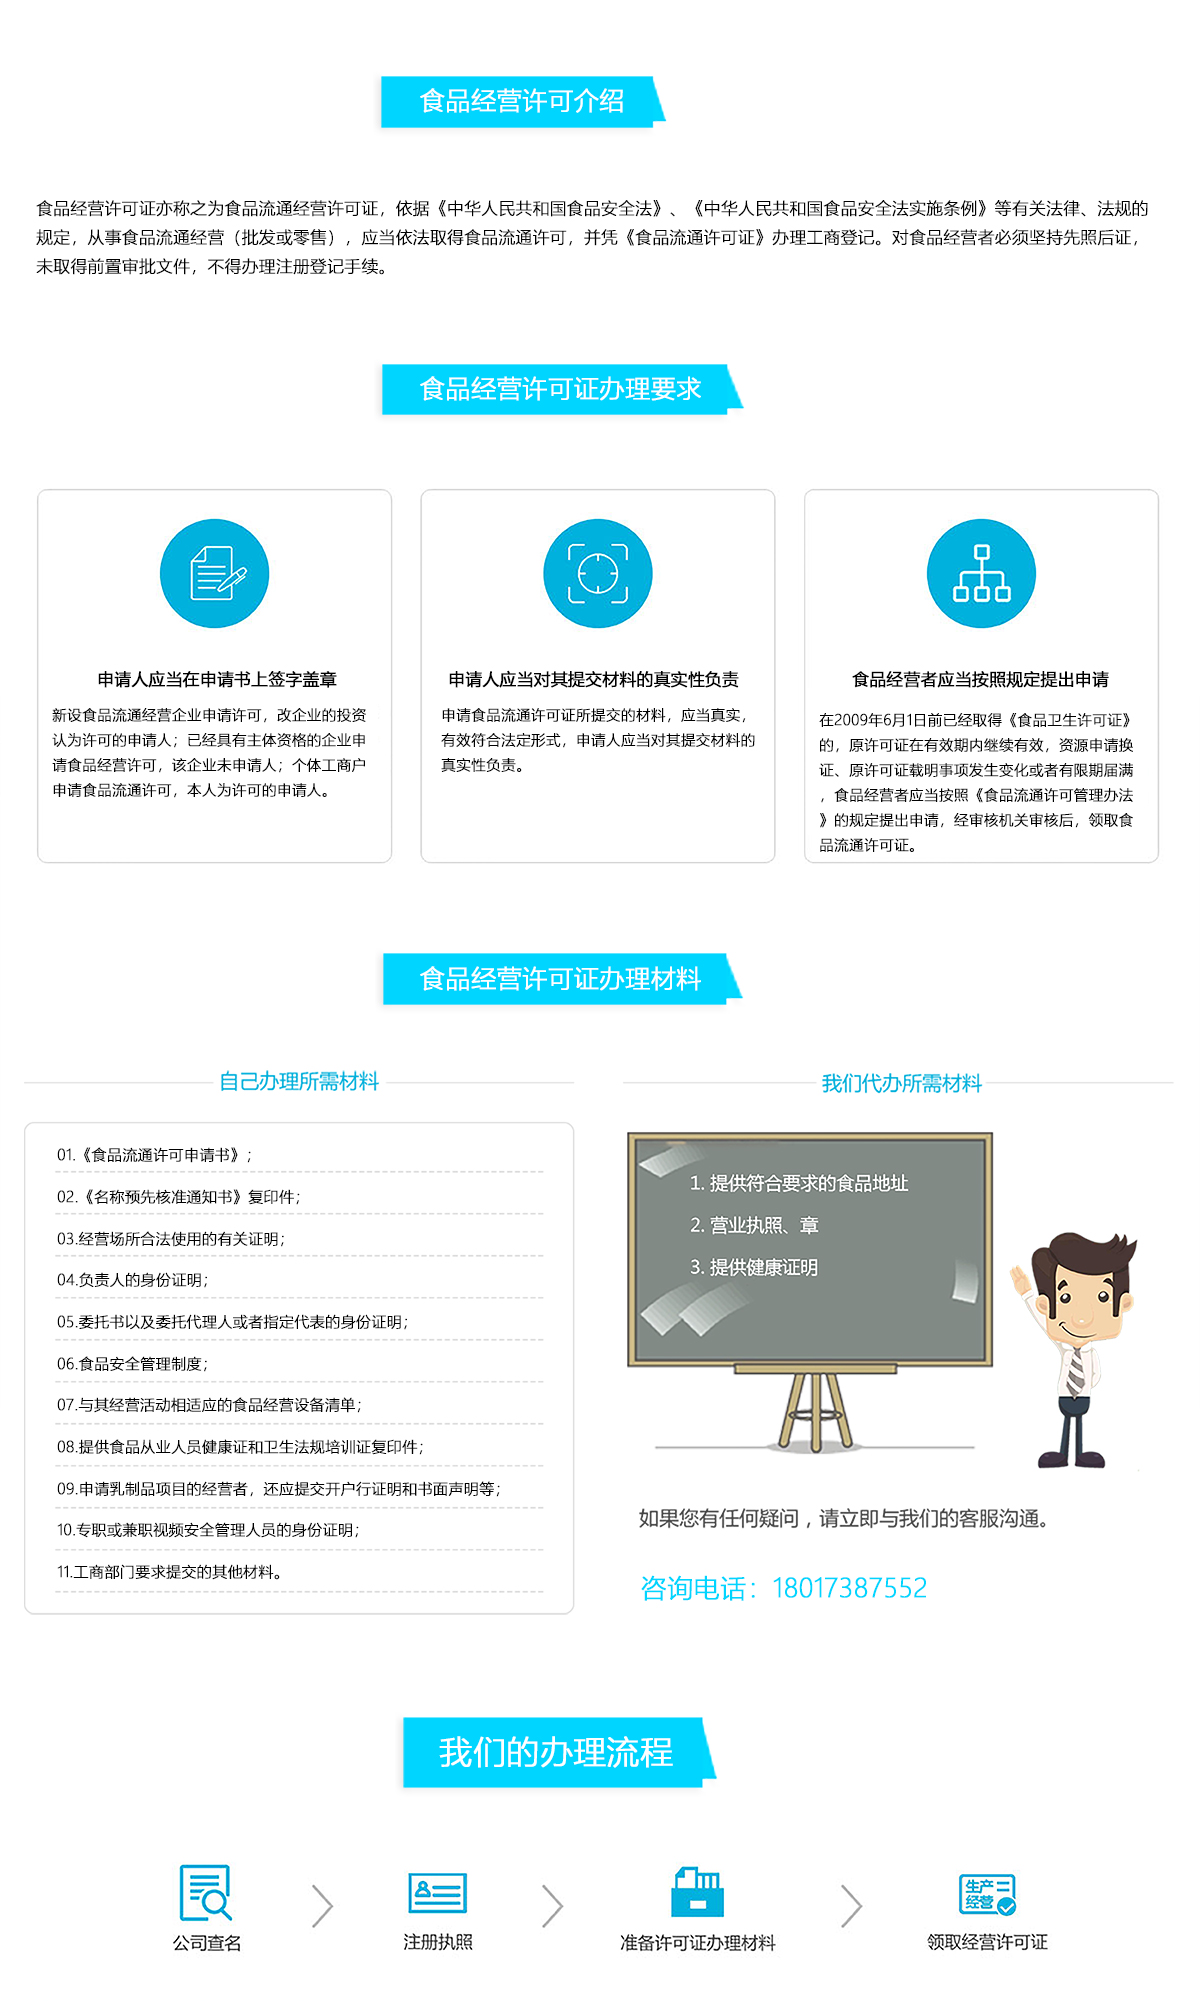 食品经营许可介绍
食品经营许可证亦称之为食品流通经营许可证，依据《中华人民共和国食品安全法》、《中华人民共和国食品安全法实施条例》等有关法律、法规的
规定，从事食品流通经营（批发或零售），应当依法取得食品流通许可，并凭《食品流通许可证》办理工商登记。对食品经营者必须坚持先照后证，
未取得前置审批文件，不得办理注册登记手续。
食品经营许可证办理要求
申请人应当在申请书上签字盖章
新设食品流通经营企业申请许可，改企业的投资
认为许可的申请人；已经具有主体资格的企业申
请食品经营许可，该企业未申请人；个体工商户
申请食品流通许可，本人为许可的申请人。
申请人应当对其提交材料的真实性负责
申请食品流通许可证所提交的材料，应当真实，
有效符合法定形式，申请人应当对其提交材料的
真实性负责。
食品经营者应当按照规定提出申请
在2009年6月1日前已经取得《食品卫生许可证》
的，原许可证在有效期内继续有效，资源申请换
证、原许可证载明事项发生变化或者有限期届满
，食品经营者应当按照《食品流通许可管理办法
》的规定提出申请，经审核机关审核后，领取食
品流通许可证。
食品经营许可证办理材料
自己办理所需材料
01.《食品流通许可申请书》；
02.《名称预先核准通知书》复印件；
03.经营场所合法使用的有关证明；
04.负责人的身份证明；
05.委托书以及委托代理人或者指定代表的身份证明；
06.食品安全管理制度；
07.与其经营活动相适应的食品经营设备清单；
08.提供食品从业人员健康证和卫生法规培训证复印件；
09.申请乳制品项目的经营者，还应提交开户行证明和书面声明等；
10.专职或兼职视频安全管理人员的身份证明；
11.工商部门要求提交的其他材料。
我们代办所需材料
1. 提供符合要求的食品地址
2. 营业执照、章
3. 提供健康证明
如果您有任何疑问，请立即与我们的客服沟通。
咨询电话：18017387552
我们的办理流程
生产
经营
公司查名
注册执照
准备许可证办理材料
领取经营许可证